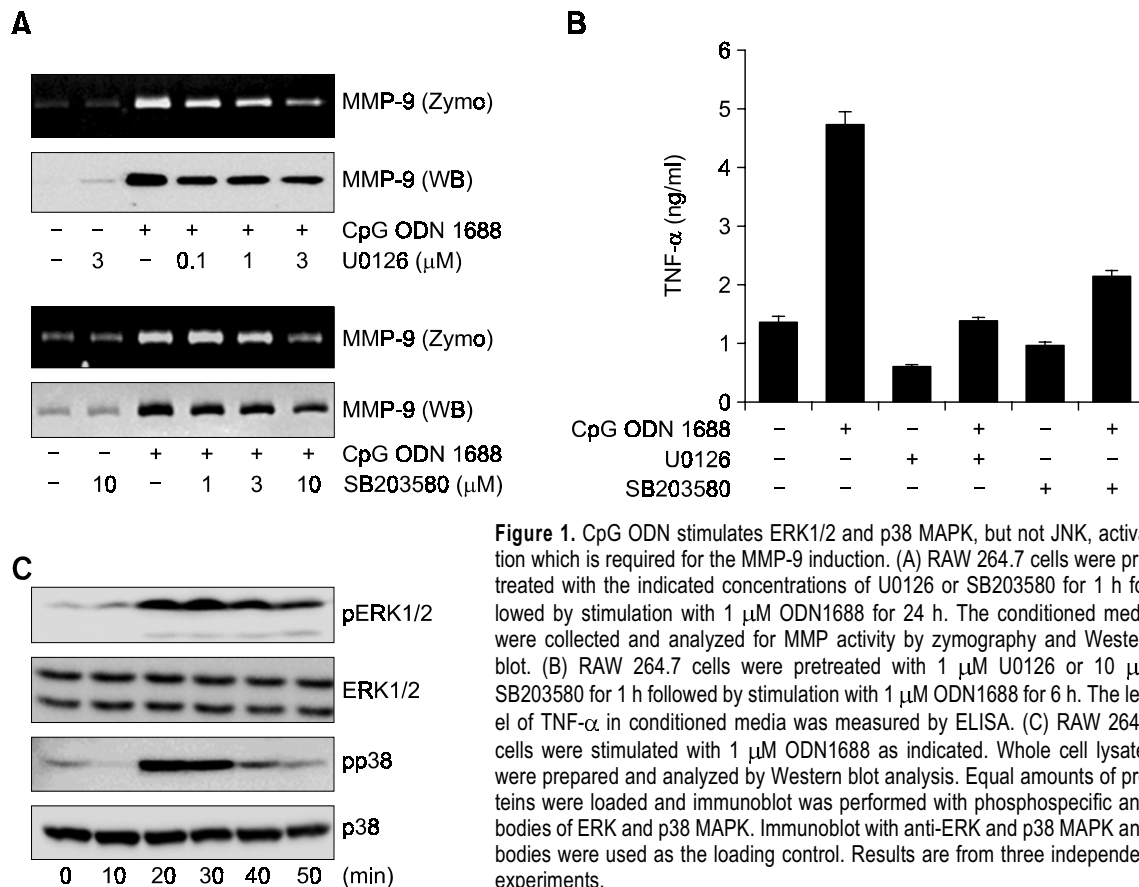 A
MMP-9 (Zymo)
MMP-9 (WB)
– – + + + + CpG ODN 1688
– 3 – 0.1 1 3 U0126 (μM)
MMP-9 (Zymo)
MMP-9 (WB)
– – + + + + CpG ODN 1688
– 10 – 1 3 10 SB203580 (μM)
B
6
5
4
3
2
1
0
TNF-α (ng/ml)
CpG ODN 1688 – + – + – +
U0126 – – + + – –
SB203580 – – – – + +
C
pERK1/2
ERK1/2
pp38
p38
0 10 20 30 40 50 (min)
Figure 1. CpG ODN stimulates ERK1/2 and p38 MAPK, but not JNK, activa
tion which is required for the MMP-9 induction. (A) RAW 264.7 cells were pre
treated with the indicated concentrations of U0126 or SB203580 for 1 h fo
lowed by stimulation with 1 μM ODN1688 for 24 h. The conditioned med
were collected and analyzed for MMP activity by zymography and Wester
blot. (B) RAW 264.7 cells were pretreated with 1 μM U0126 or 10 μ
SB203580 for 1 h followed by stimulation with 1 μM ODN1688 for 6 h. The le
el of TNF-α in conditioned media was measured by ELISA. (C) RAW 264
cells were stimulated with 1 μM ODN1688 as indicated. Whole cell lysate
were prepared and analyzed by Western blot analysis. Equal amounts of pr
teins were loaded and immunoblot was performed with phosphospecific an
bodies of ERK and p38 MAPK. Immunoblot with anti-ERK and p38 MAPK an
bodies were used as the loading control. Results are from three independe
experiments.